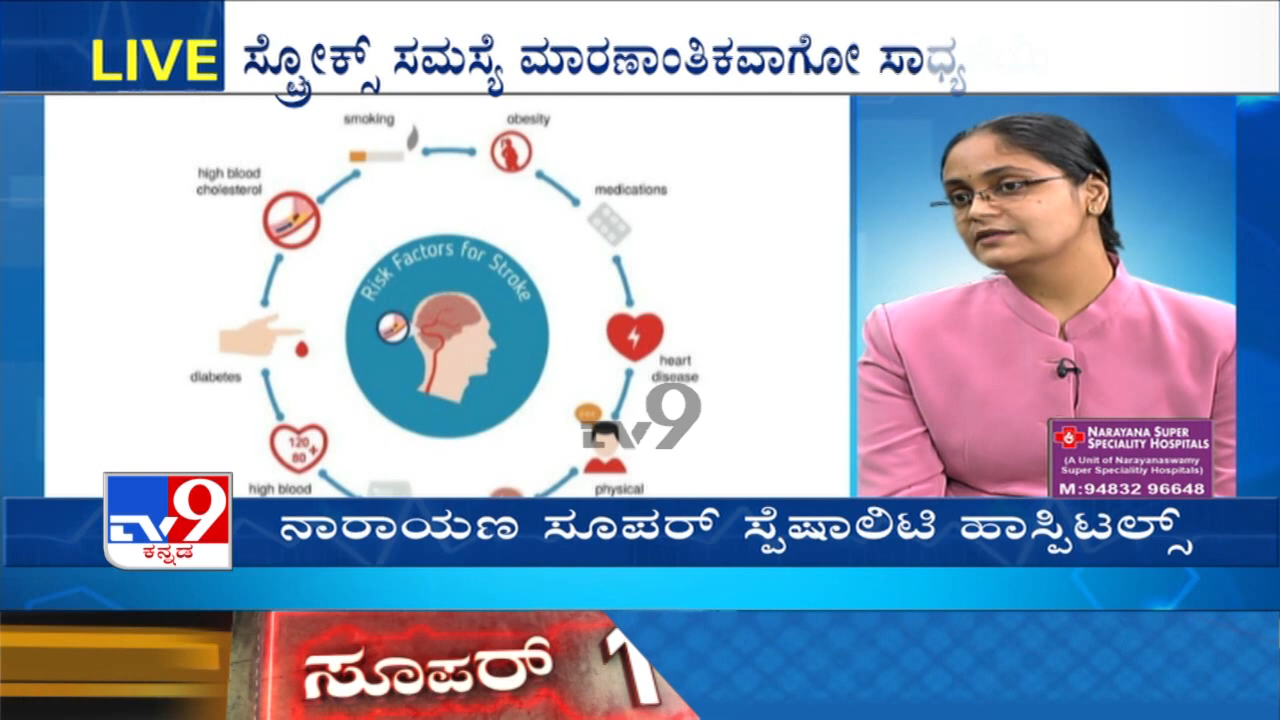 LIVE
ಸ್ಟ್ರೋಕ್ಸ್ ಸಮಸ್ಯೆ ಮಾರಣಾಂತಿಕವಾಗೋ ಸಾಧ್ಯ
smoking
obesity
high blood
cholesterol
medications
Risk Factors for Stroke
diabetes
heart
disease
120
80
high blood
physical
TV9
NARAYANA SUPER
SPECIALITY HOSPITALS
(A Unit of Narayanaswamy
Super Speciality Hospitals)
M:94832 96648
TV9
ಕನ್ನಡ
ನಾರಾಯಣ ಸೂಪರ್ ಸ್ಪೆಷಾಲಿಟಿ ಹಾಸ್ಪಿಟಲ್ಸ್
ಸೂಪರ್ 1